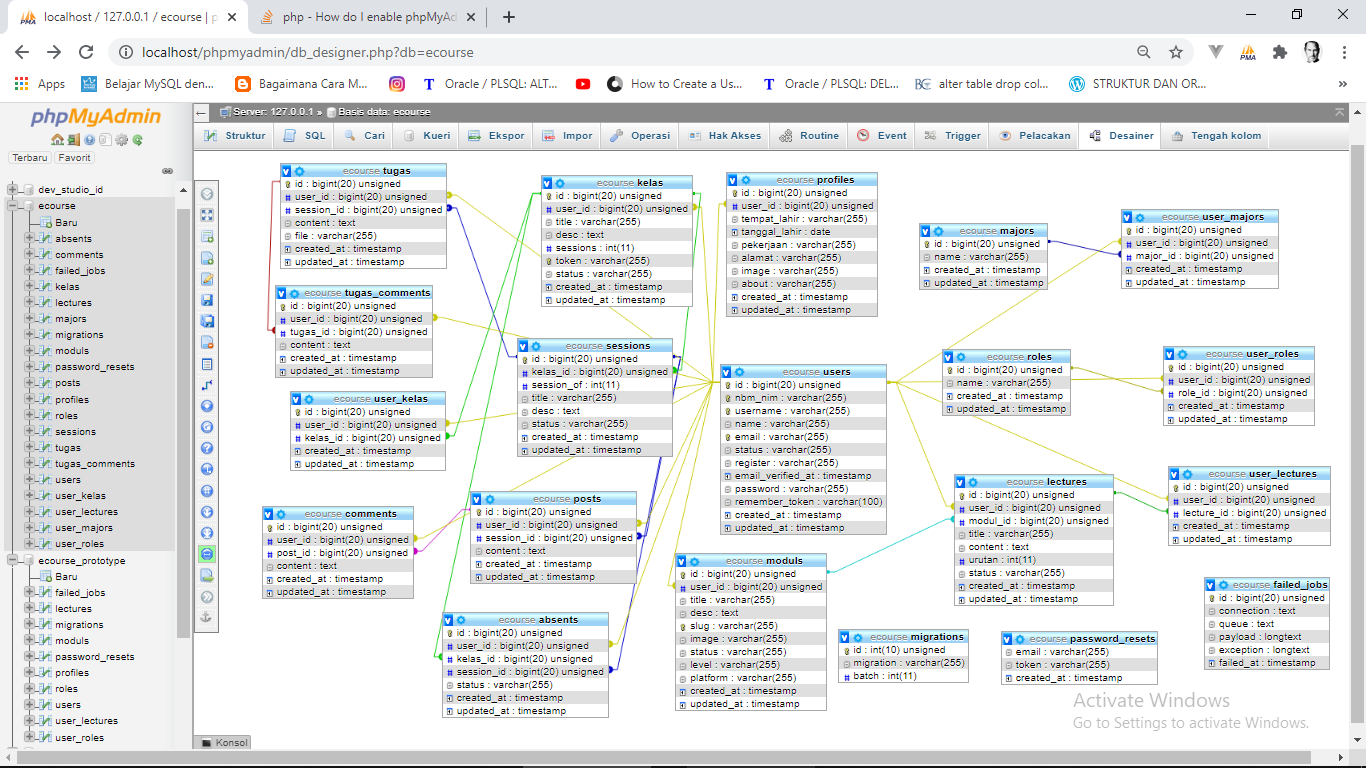 localhost / 127.0.0.1 / ecourse | p
php - How do I enable phpMyAd
localhost/phpmyadmin/db_designer.php?db=ecourse
Apps
Belajar MySQL den...
Bagaimana Cara M...
Oracle / PLSQL: ALT...
How to Create a Us...
Oracle / PLSQL: DEL...
alter table drop col...
STRUKTUR DAN OR...
phpMyAdmin
Terbaru Favorit
dev_studio_id
ecourse
Baru
absents
comments
failed_jobs
kelas
lectures
majors
migrations
moduls
password_resets
posts
profiles
roles
sessions
tugas
tugas_comments
users
user_kelas
user_lectures
user_majors
user_roles
ecourse_prototype
Baru
failed_jobs
lectures
migrations
moduls
password_resets
profiles
roles
users
user_lectures
user_roles
Server: 127.0.0.1 » Basis data: ecourse
Struktur SQL Cari Kueri Ekspor Impor Operasi Hak Akses Routine Event Trigger Pelacakan Desainer Tengah kolom
ecourse tugas
id : bigint(20) unsigned
user_id : bigint(20) unsigned
session_id : bigint(20) unsigned
content : text
file : varchar(255)
created_at : timestamp
updated_at : timestamp
ecourse kelas
id : bigint(20) unsigned
user_id : bigint(20) unsigned
title : varchar(255)
desc : text
sessions : int(11)
token : varchar(255)
status : varchar(255)
created_at : timestamp
updated_at : timestamp
ecourse profiles
id : bigint(20) unsigned
user_id : bigint(20) unsigned
tempat_lahir : varchar(255)
tanggal_lahir : date
pekerjaan : varchar(255)
alamat : varchar(255)
image : varchar(255)
about : varchar(255)
created_at : timestamp
updated_at : timestamp
ecourse majors
id : bigint(20) unsigned
name : varchar(255)
created_at : timestamp
updated_at : timestamp
ecourse user_majors
id : bigint(20) unsigned
user_id : bigint(20) unsigned
major_id : bigint(20) unsigned
created_at : timestamp
updated_at : timestamp
ecourse tugas_comments
id : bigint(20) unsigned
user_id : bigint(20) unsigned
tugas_id : bigint(20) unsigned
content : text
created_at : timestamp
updated_at : timestamp
ecourse sessions
id : bigint(20) unsigned
kelas_id : bigint(20) unsigned
session_of : int(11)
title : varchar(255)
desc : text
status : varchar(255)
created_at : timestamp
updated_at : timestamp
ecourse users
id : bigint(20) unsigned
nbm_nim : varchar(255)
username : varchar(255)
name : varchar(255)
email : varchar(255)
status : varchar(255)
register : varchar(255)
email_verified_at : timestamp
password : varchar(255)
remember_token : varchar(100)
created_at : timestamp
updated_at : timestamp
ecourse roles
id : bigint(20) unsigned
name : varchar(255)
created_at : timestamp
updated_at : timestamp
ecourse user_roles
id : bigint(20) unsigned
user_id : bigint(20) unsigned
role_id : bigint(20) unsigned
created_at : timestamp
updated_at : timestamp
ecourse user_kelas
id : bigint(20) unsigned
user_id : bigint(20) unsigned
kelas_id : bigint(20) unsigned
created_at : timestamp
updated_at : timestamp
ecourse posts
id : bigint(20) unsigned
user_id : bigint(20) unsigned
session_id : bigint(20) unsigned
content : text
created_at : timestamp
updated_at : timestamp
ecourse lectures
id : bigint(20) unsigned
user_id : bigint(20) unsigned
modul_id : bigint(20) unsigned
title : varchar(255)
content : text
urutan : int(11)
status : varchar(255)
created_at : timestamp
updated_at : timestamp
ecourse user_lectures
id : bigint(20) unsigned
user_id : bigint(20) unsigned
lecture_id : bigint(20) unsigned
created_at : timestamp
updated_at : timestamp
ecourse comments
id : bigint(20) unsigned
user_id : bigint(20) unsigned
post_id : bigint(20) unsigned
content : text
created_at : timestamp
updated_at : timestamp
ecourse moduls
id : bigint(20) unsigned
user_id : bigint(20) unsigned
title : varchar(255)
desc : text
slug : varchar(255)
image : varchar(255)
status : varchar(255)
level : varchar(255)
platform : varchar(255)
created_at : timestamp
updated_at : timestamp
ecourse failed_jobs
id : bigint(20) unsigned
connection : text
queue : text
payload : longtext
exception : longtext
failed_at : timestamp
ecourse absents
id : bigint(20) unsigned
user_id : bigint(20) unsigned
kelas_id : bigint(20) unsigned
session_id : bigint(20) unsigned
status : varchar(255)
created_at : timestamp
updated_at : timestamp
ecourse migrations
id : int(10) unsigned
migration : varchar(255)
batch : int(11)
ecourse password_resets
email : varchar(255)
token : varchar(255)
created_at : timestamp
Activate Windows
Go to Settings to activate Windows.
Konsol